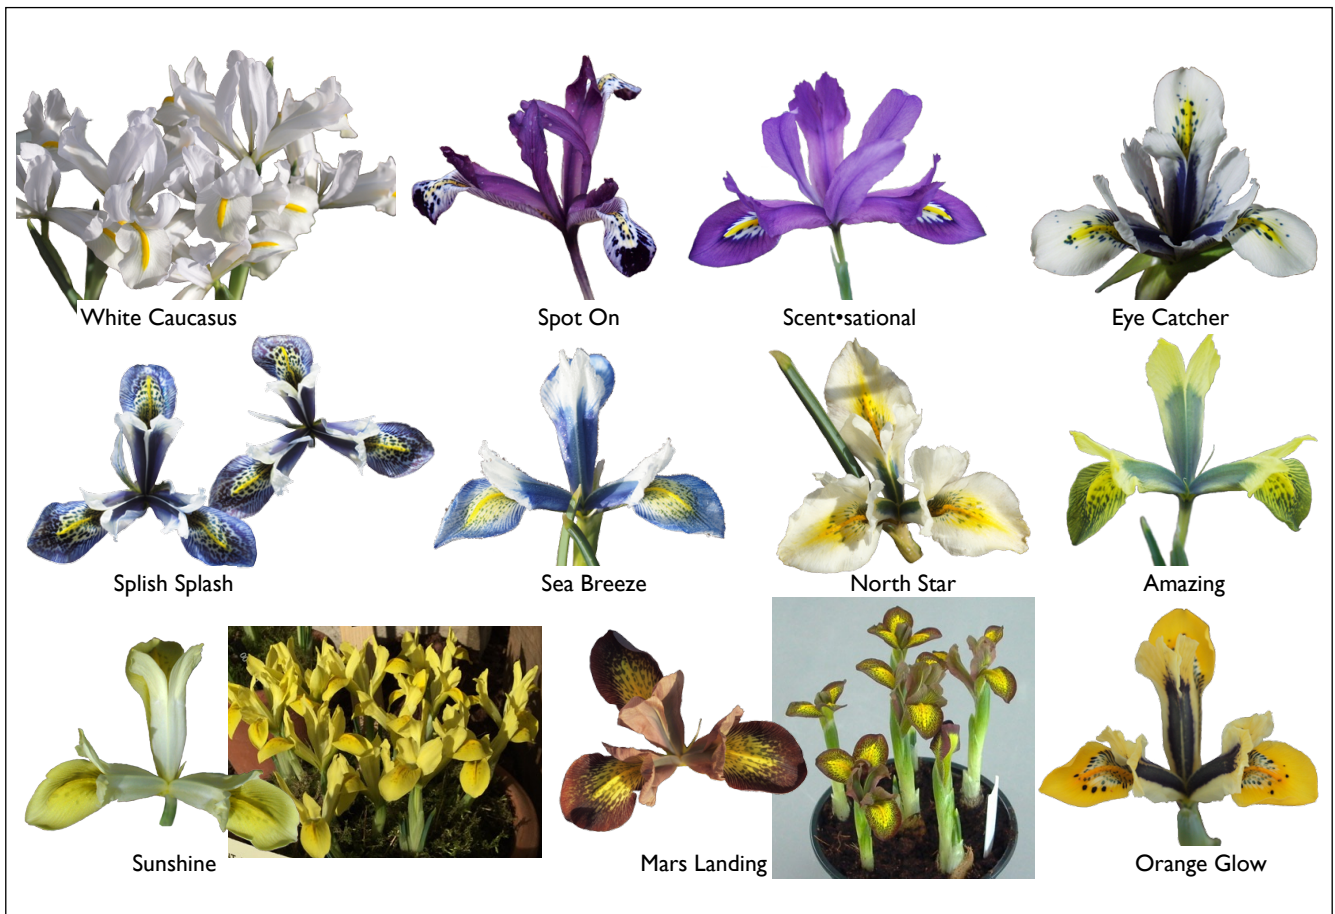 White Caucasus
Spot On
Scent•sational
Eye Catcher
Splish Splash
Sea Breeze
North Star
Amazing
Sunshine
Mars Landing
Orange Glow